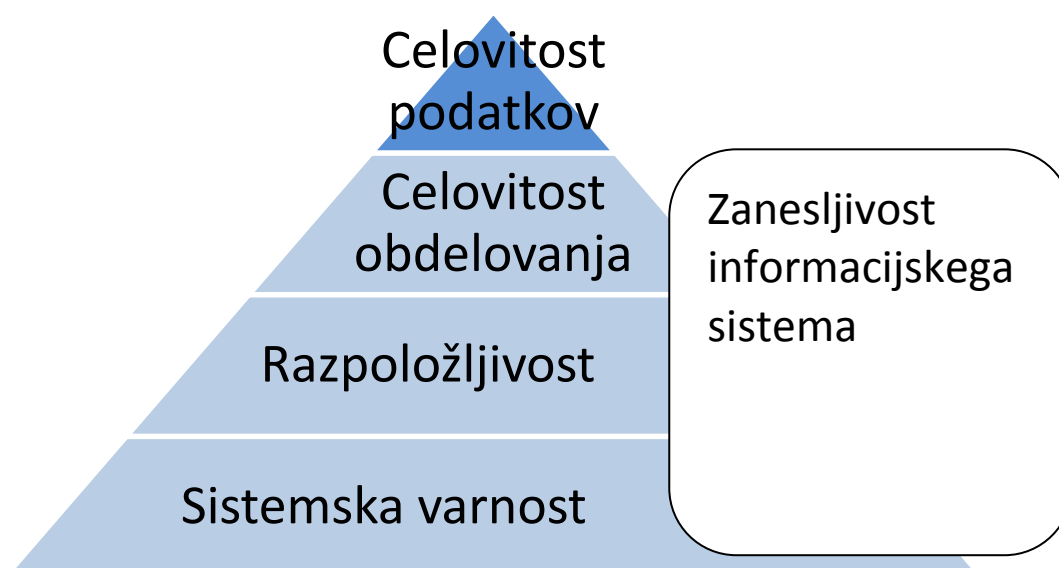 Celovitost
podatkov
Celovitost
obdelovanja
Razpoložljivost
Sistemska varnost
Zanesljivost
informacijskega
sistema